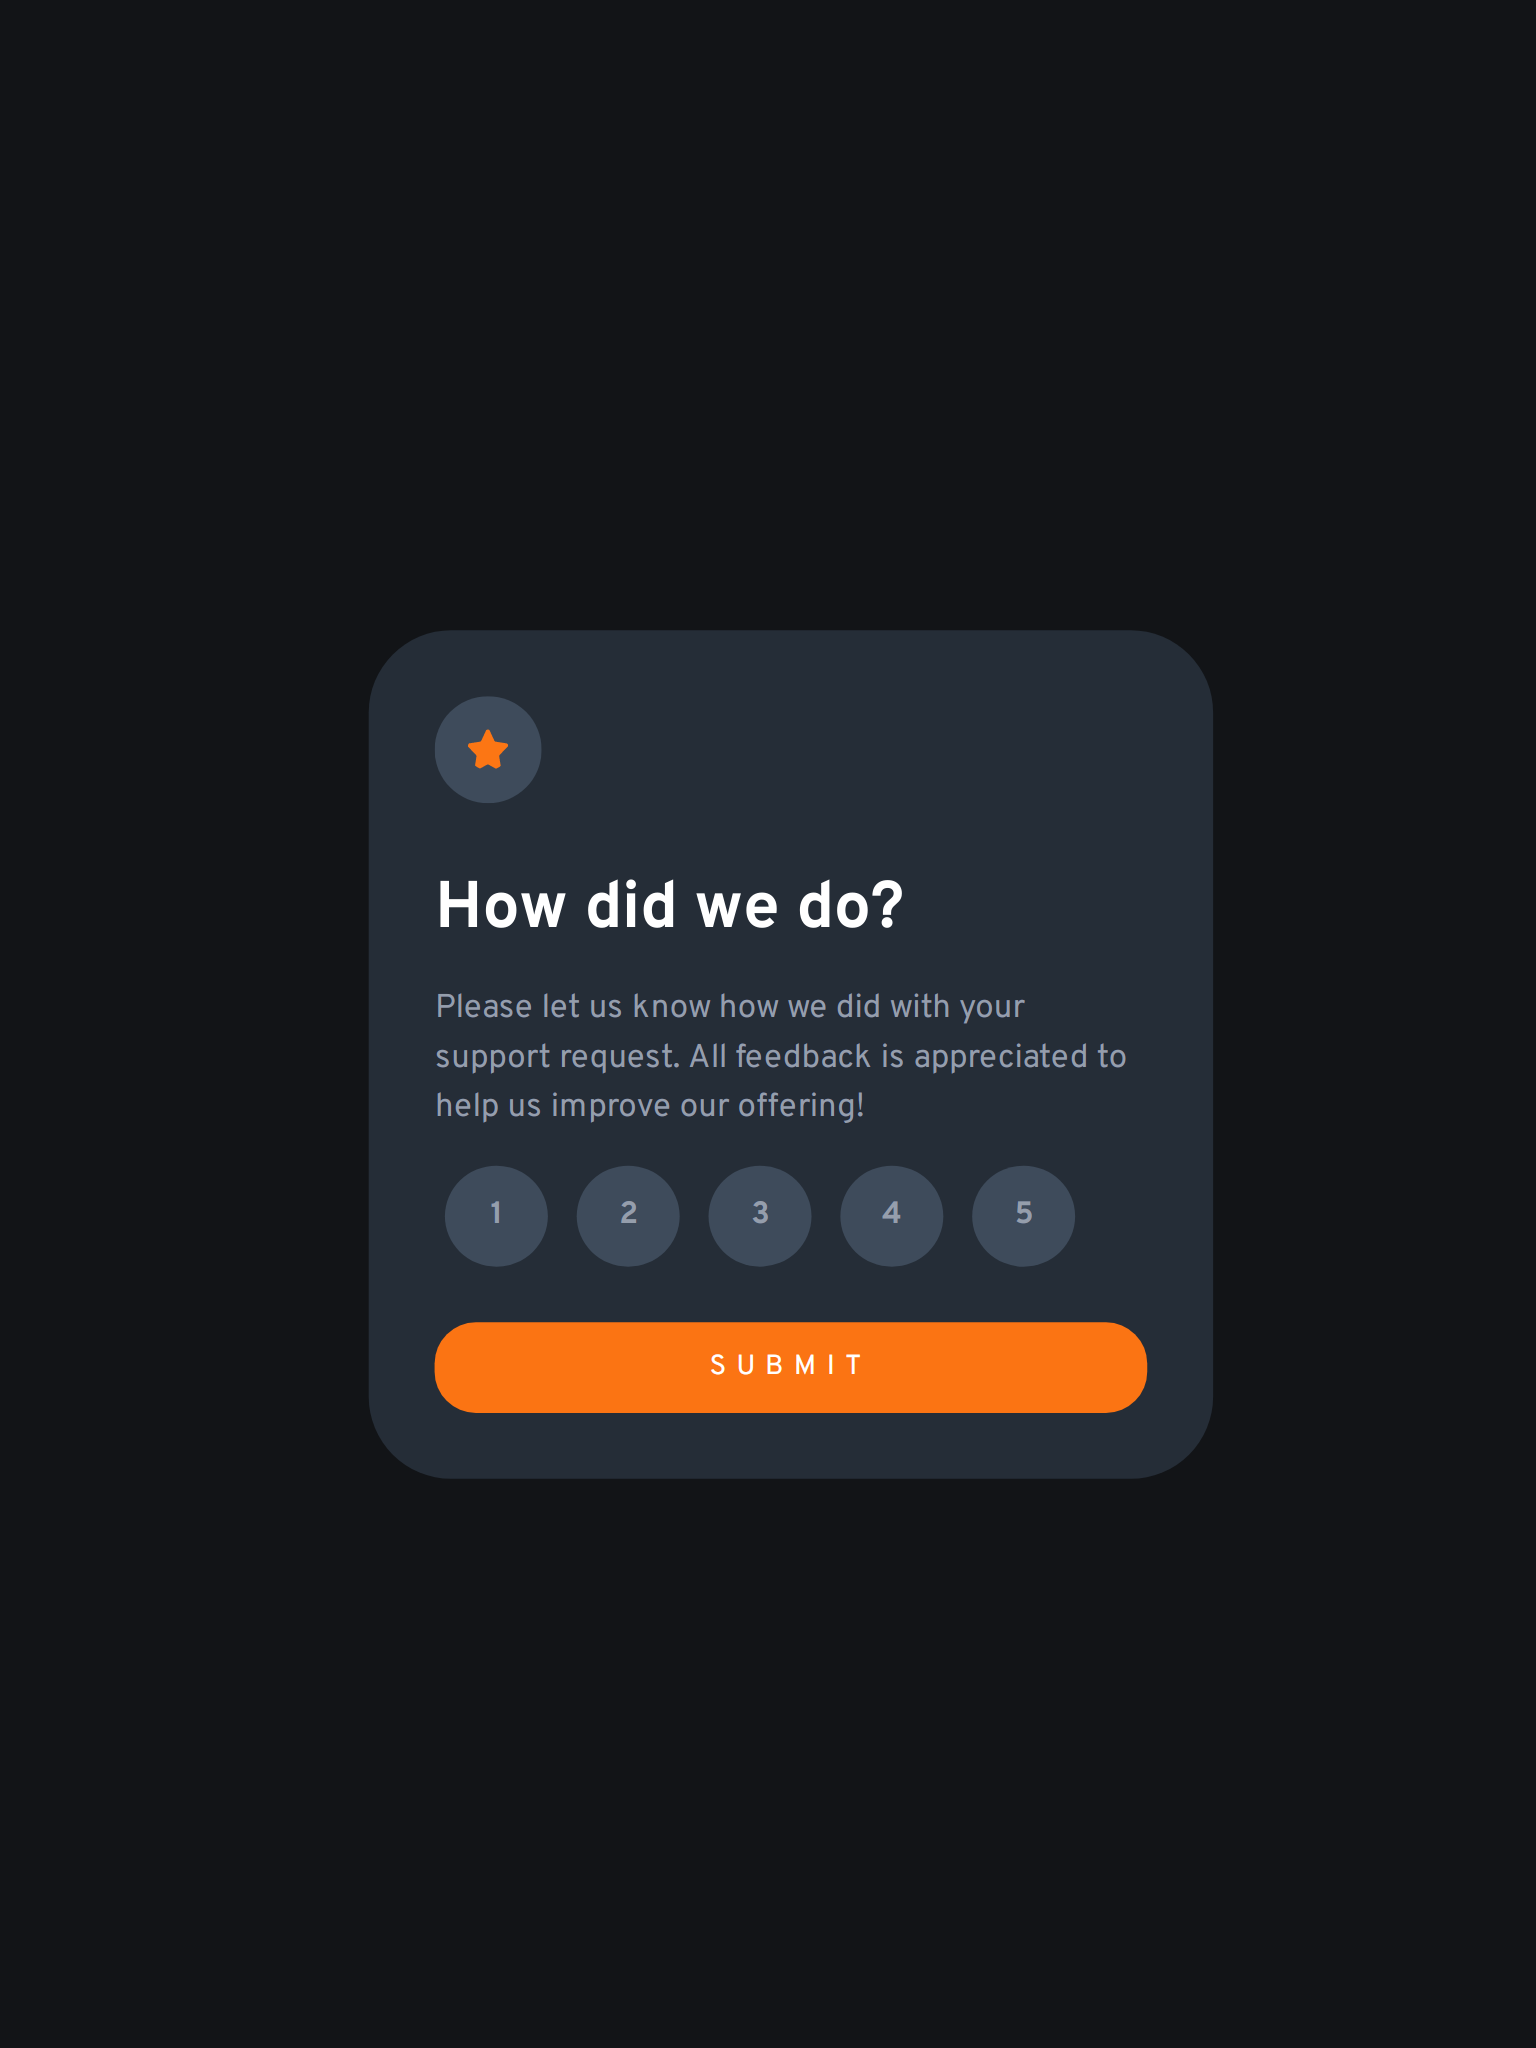 How did we do?
Please let us know how we did with your
support request. All feedback is appreciated to
help us improve our offering!
1 2 3 4 5
SUBMIT